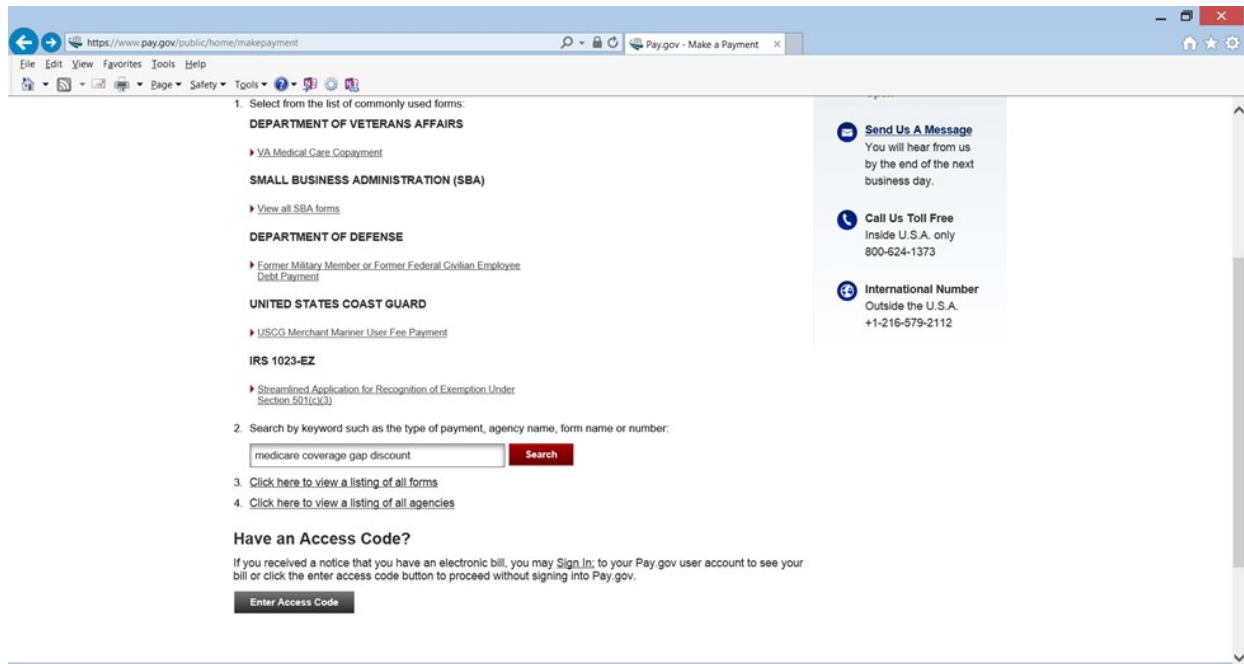 https://www.pay.gov/public/home/makepayment
Pay.gov - Make a Payment
File Edit View Favorites Tools Help
Page Safety Tools
1. Select from the list of commonly used forms:
DEPARTMENT OF VETERANS AFFAIRS
VA Medical Care Copayment
SMALL BUSINESS ADMINISTRATION (SBA)
View all SBA forms
DEPARTMENT OF DEFENSE
Former Military Member or Former Federal Civilian Employee
Debt Payment
UNITED STATES COAST GUARD
USCG Merchant Mariner User Fee Payment
IRS 1023-EZ
Streamlined Application for Recognition of Exemption Under
Section 501(c)(3)
2. Search by keyword such as the type of payment, agency name, form name or number:
medicare coverage gap discount Search
3. Click here to view a listing of all forms
4. Click here to view a listing of all agencies
Have an Access Code?
If you received a notice that you have an electronic bill, you may Sign In: to your Pay.gov user account to see your
bill or click the enter access code button to proceed without signing into Pay.gov.
Enter Access Code
Send Us A Message
You will hear from us
by the end of the next
business day.
Call Us Toll Free
Inside U.S.A. only
800-624-1373
International Number
Outside the U.S.A.
+1-216-579-2112